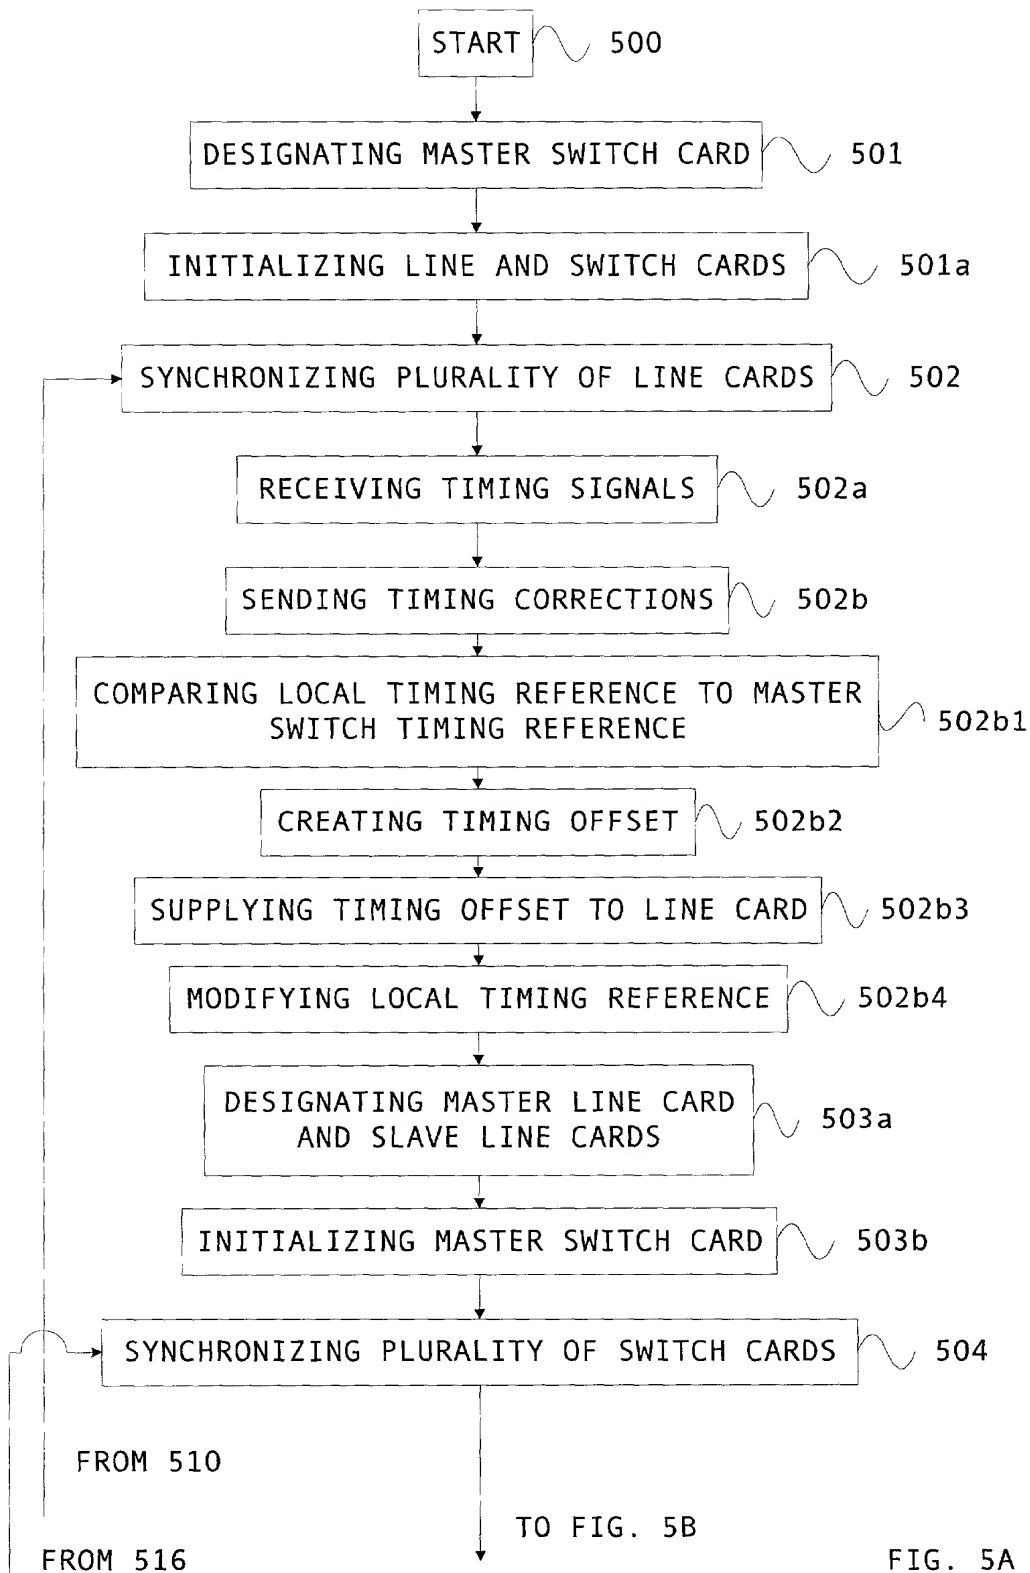 START 500
DESIGNATING MASTER SWITCH CARD 501
INITIALIZING LINE AND SWITCH CARDS 501a
SYNCHRONIZING PLURALITY OF LINE CARDS 502
RECEIVING TIMING SIGNALS 502a
SENDING TIMING CORRECTIONS 502b
COMPARING LOCAL TIMING REFERENCE TO MASTER
SWITCH TIMING REFERENCE 502b1
CREATING TIMING OFFSET 502b2
SUPPLYING TIMING OFFSET TO LINE CARD 502b3
MODIFYING LOCAL TIMING REFERENCE 502b4
DESIGNATING MASTER LINE CARD
AND SLAVE LINE CARDS 503a
INITIALIZING MASTER SWITCH CARD 503b
SYNCHRONIZING PLURALITY OF SWITCH CARDS 504
FROM 510
TO FIG. 5B
FROM 516
FIG. 5A